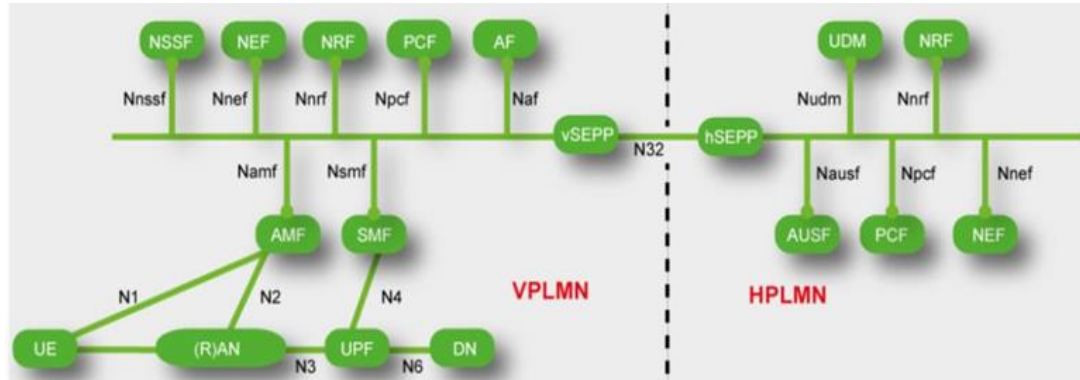 NSSF NEF NRF PCF AF UDM NRF
Nnssf Nnef Nnrf Npcf Naf Nudm Nnrf
vSEPP N32 hSEPP
Namf Nsmf Nausf Npcf Nnef
AMF SMF AUSF PCF NEF
N1 N2 N4 VPLMN HPLMN
UE (R)AN N3 UPF N6 DN